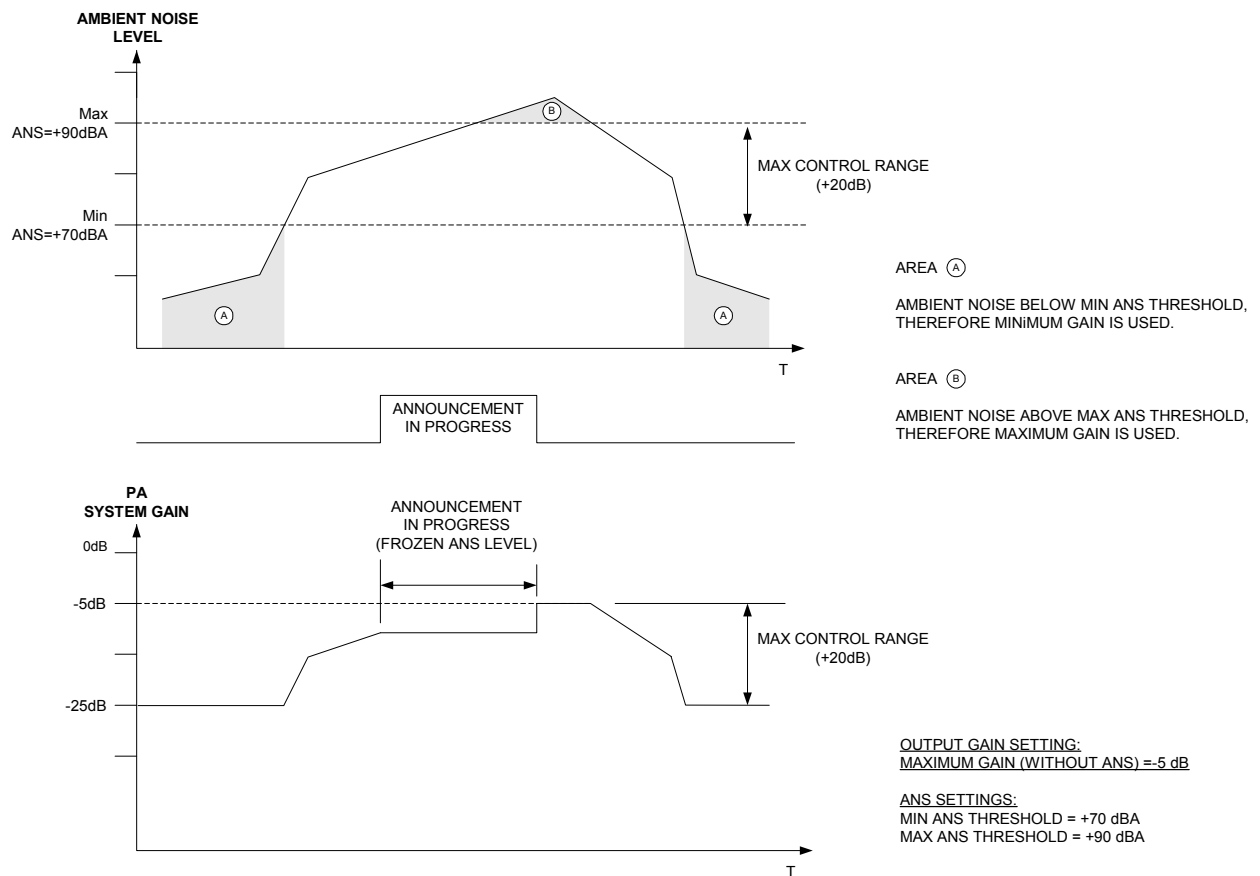 AMBIENT NOISE
LEVEL
Max
ANS=+90dBA
B
MAX CONTROL RANGE
(+20dB)
Min
ANS=+70dBA
A
A
T
AREA A
AMBIENT NOISE BELOW MIN ANS THRESHOLD,
THEREFORE MINiMUM GAIN IS USED.
AREA B
AMBIENT NOISE ABOVE MAX ANS THRESHOLD,
THEREFORE MAXIMUM GAIN IS USED.
ANNOUNCEMENT
IN PROGRESS
PA
SYSTEM GAIN
ANNOUNCEMENT
IN PROGRESS
(FROZEN ANS LEVEL)
0dB
-5dB
MAX CONTROL RANGE
(+20dB)
-25dB
T
OUTPUT GAIN SETTING:
MAXIMUM GAIN (WITHOUT ANS) =-5 dB
ANS SETTINGS:
MIN ANS THRESHOLD = +70 dBA
MAX ANS THRESHOLD = +90 dBA